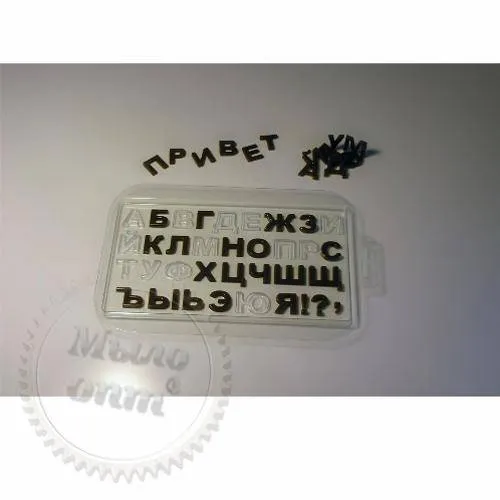 ПРИВЕТ
АБВГДЕЖЗИ
ЙКЛМНОПРС
ТУФХЦЧШЩ
ЪЫЬЭЮЯ!?,
Мыло
опт